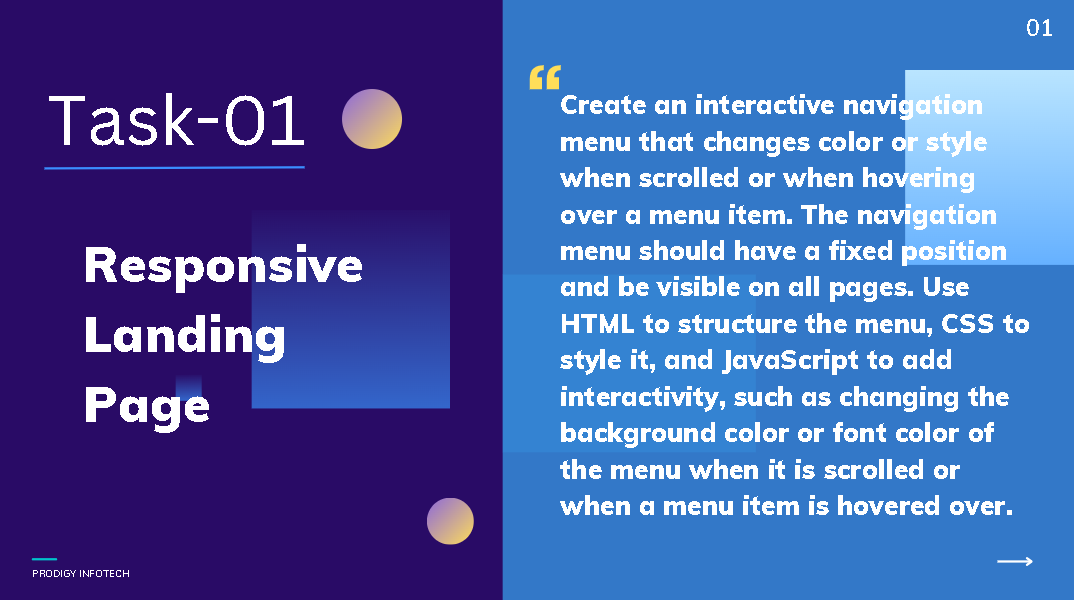 01
Task-01
Responsive
Landing
Page
PRODIGY INFOTECH
“
Create an interactive navigation
menu that changes color or style
when scrolled or when hovering
over a menu item. The navigation
menu should have a fixed position
and be visible on all pages. Use
HTML to structure the menu, CSS to
style it, and JavaScript to add
interactivity, such as changing the
background color or font color of
the menu when it is scrolled or
when a menu item is hovered over.